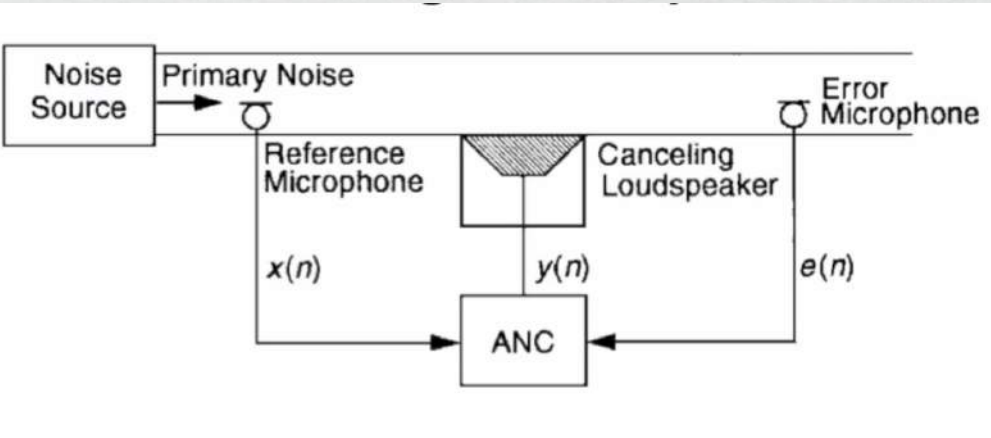 Noise
Source
Primary Noise
Error
Microphone
Reference
Microphone
Canceling
Loudspeaker
x(n)
y(n)
e(n)
ANC